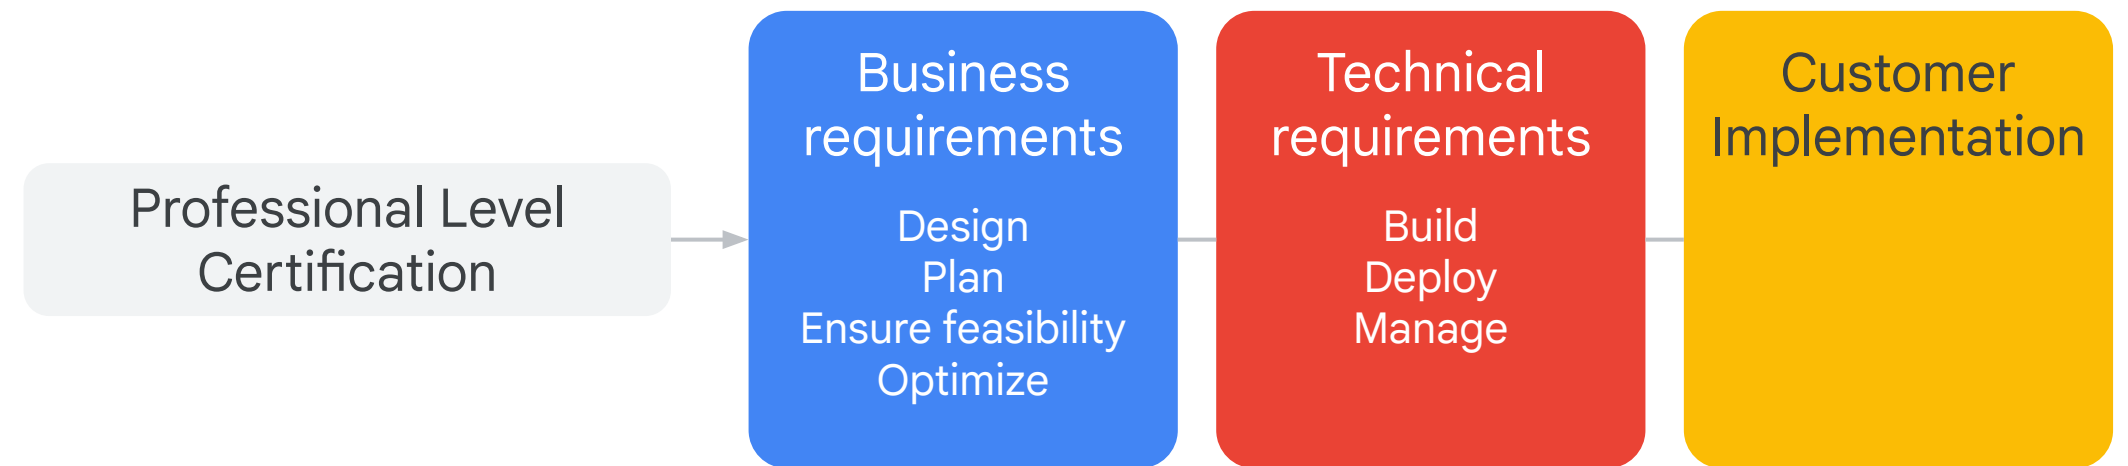 Professional Level
Certification
Business
requirements
Design
Plan
Ensure feasibility
Optimize
Technical
requirements
Build
Deploy
Manage
Customer
Implementation